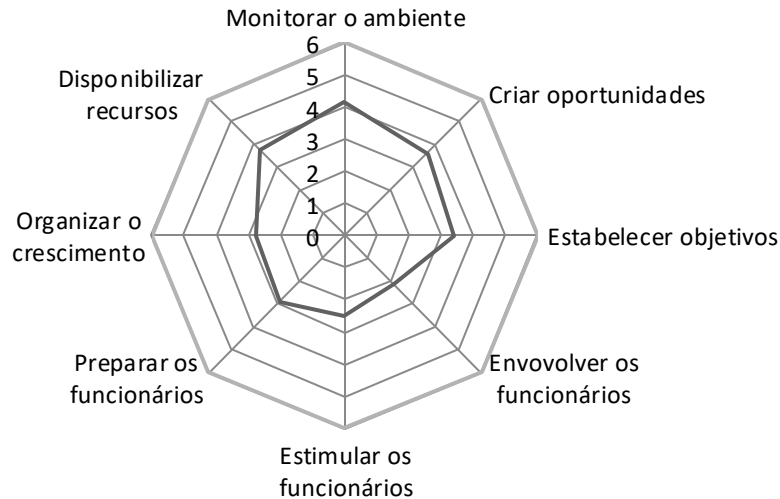 Monitorar o ambiente
6
5
4
3
2
1
0
Criar oportunidades
Estabelecer objetivos
Envovolver os
funcionários
Estimular os
funcionários
Preparar os
funcionários
Organizar o
crescimento
Disponibilizar
recursos